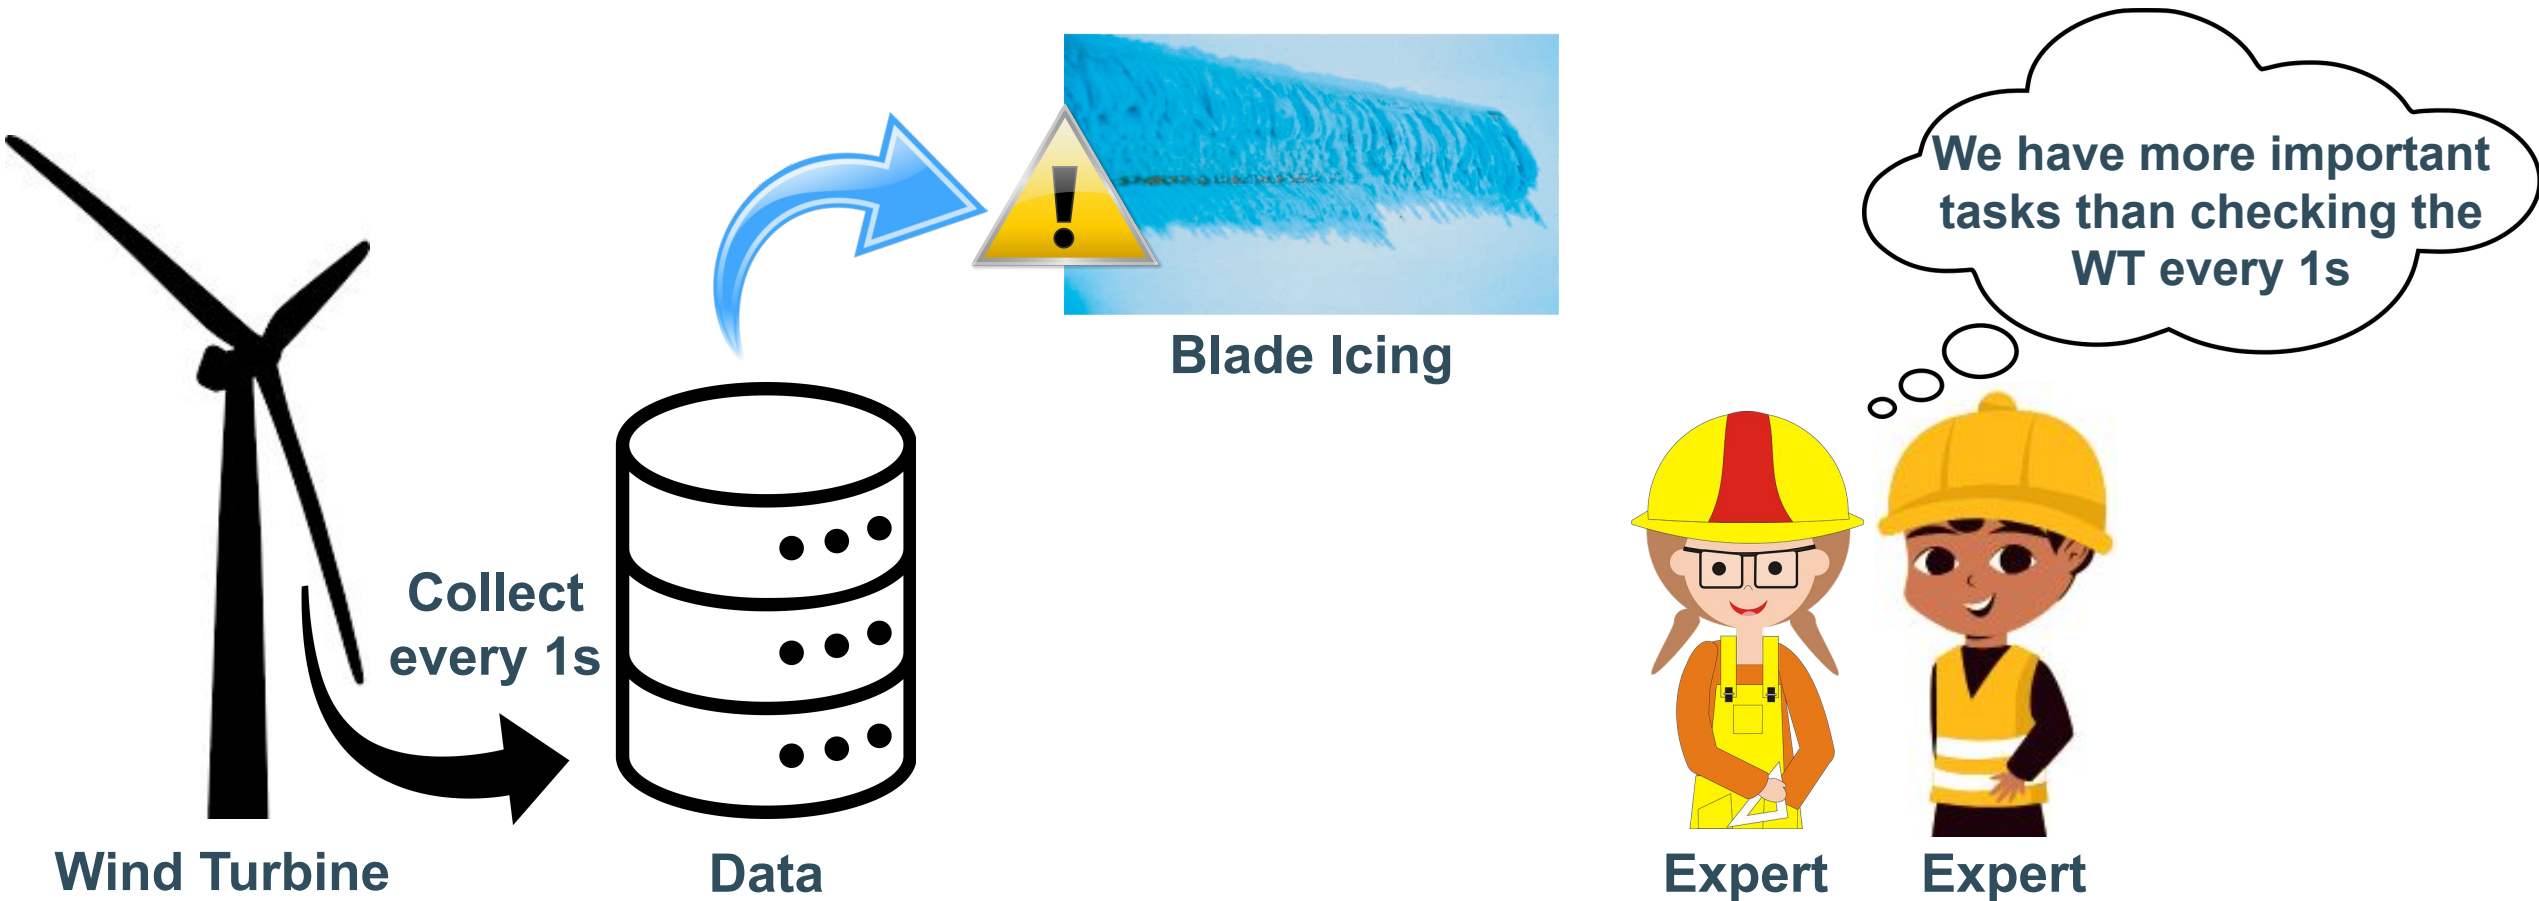 We have more important
tasks than checking the
WT every 1s
Blade Icing
Collect
every 1s
Wind Turbine
Data
Expert
Expert